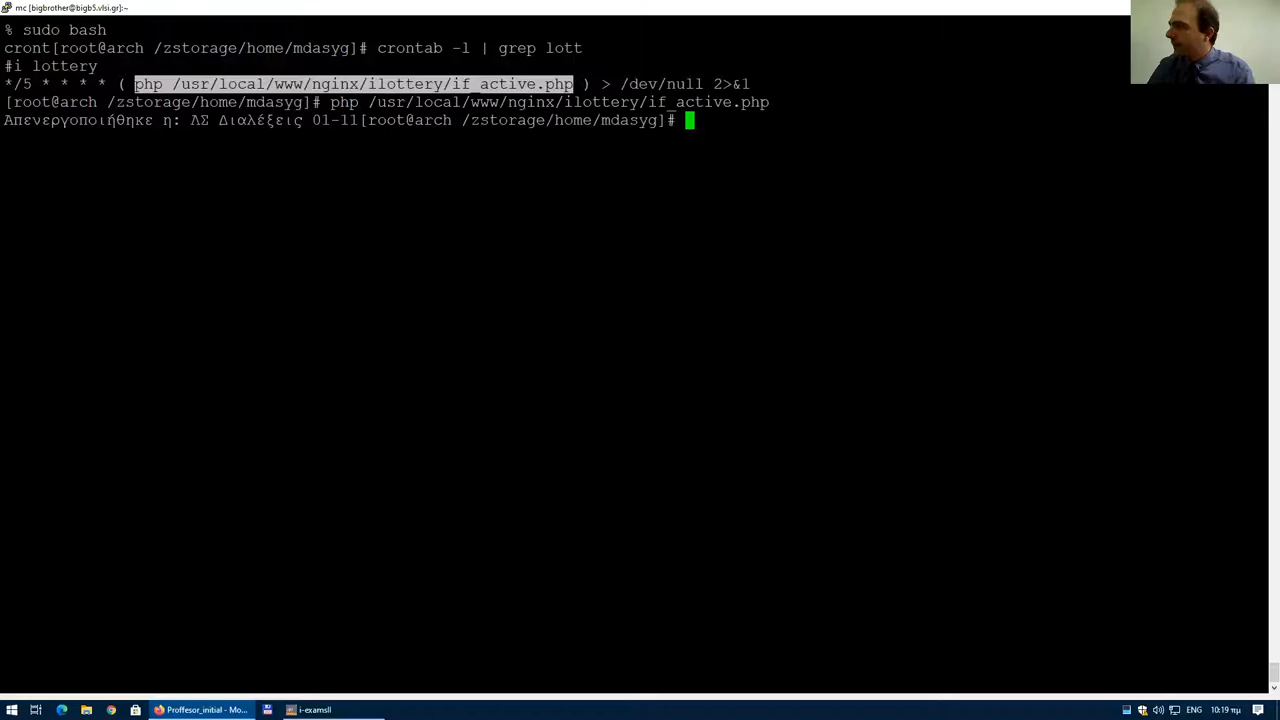 mc [bigbrother@bigb5.vlsi.gr]:~
% sudo bash
cront[root@arch /zstorage/home/mdasyg]# crontab -l | grep lott
#i lottery
*/5 * * * * ( php /usr/local/www/nginx/ilottery/if_active.php ) > /dev/null 2>&1
[root@arch /zstorage/home/mdasyg]# php /usr/local/www/nginx/ilottery/if_active.php
Απενεργοποιήθηκε η: ΛΣ Διαλέξεις 01-11[root@arch /zstorage/home/mdasyg]#
Proffesor_initial - Mo...
i-examsll
ENG
10:19 πμ